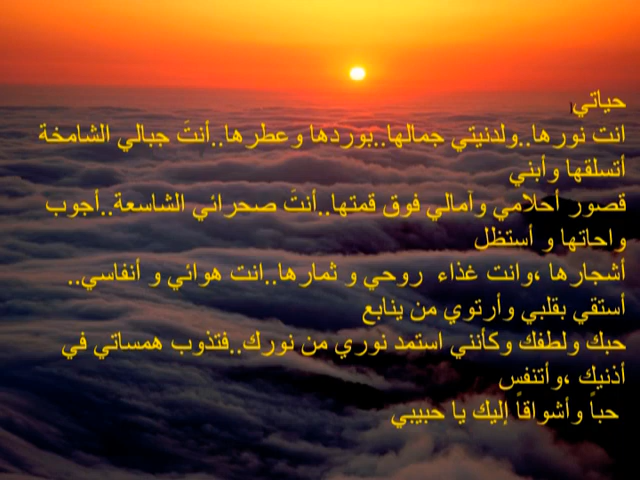 حياتي
انت نورها..ولدنيتي جمالها..بوردها وعطرها..أنتَ جبالي الشامخة
أتسلقها وأبني
قصور أحلامي وآمالي فوق قمتها..أنتَ صحرائي الشاسعة..أجوب
واحاتها و أستظل
أشجارها ،وانت غذاء روحي و ثمارها..انت هوائي و أنفاسي..
أستقي بقلبي وأرتوي من ينابع
حبك ولطفك وكأنني استمد نوري من نورك..فتذوب همساتي في
أذنيك ،وأتنفس
حباً وأشواقاً إليك يا حبيبي